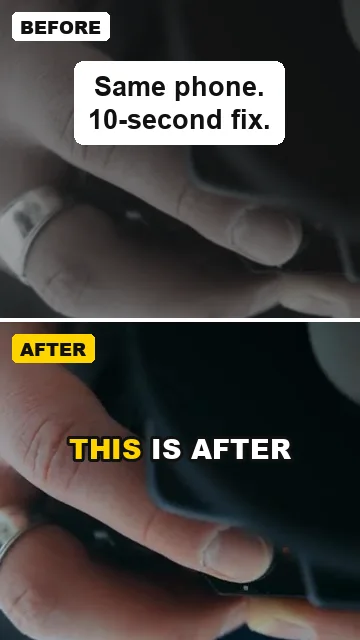 BEFORE
Same phone.
10-second fix.
AFTER
THIS IS AFTER